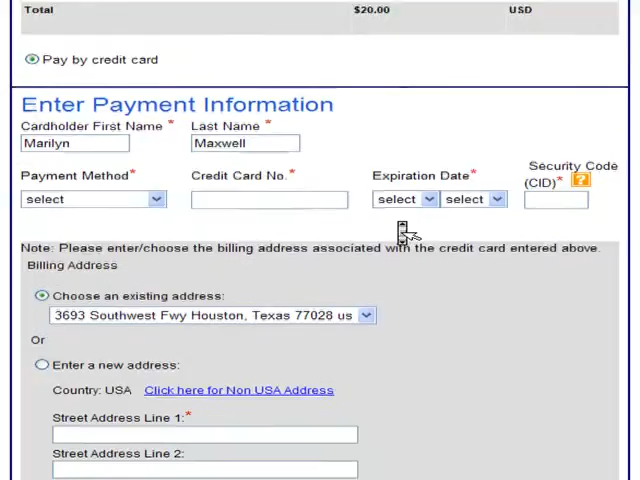 Total $20.00 USD
Pay by credit card
Enter Payment Information
Cardholder First Name * Last Name *
Marilyn Maxwell
Payment Method* Credit Card No.* Expiration Date* Security Code (CID)* ?
select select select
Note: Please enter/choose the billing address associated with the credit card entered above.
Billing Address
Choose an existing address:
3693 Southwest Fwy Houston, Texas 77028 us
Or
Enter a new address:
Country: USA Click here for Non USA Address
Street Address Line 1:*
Street Address Line 2: